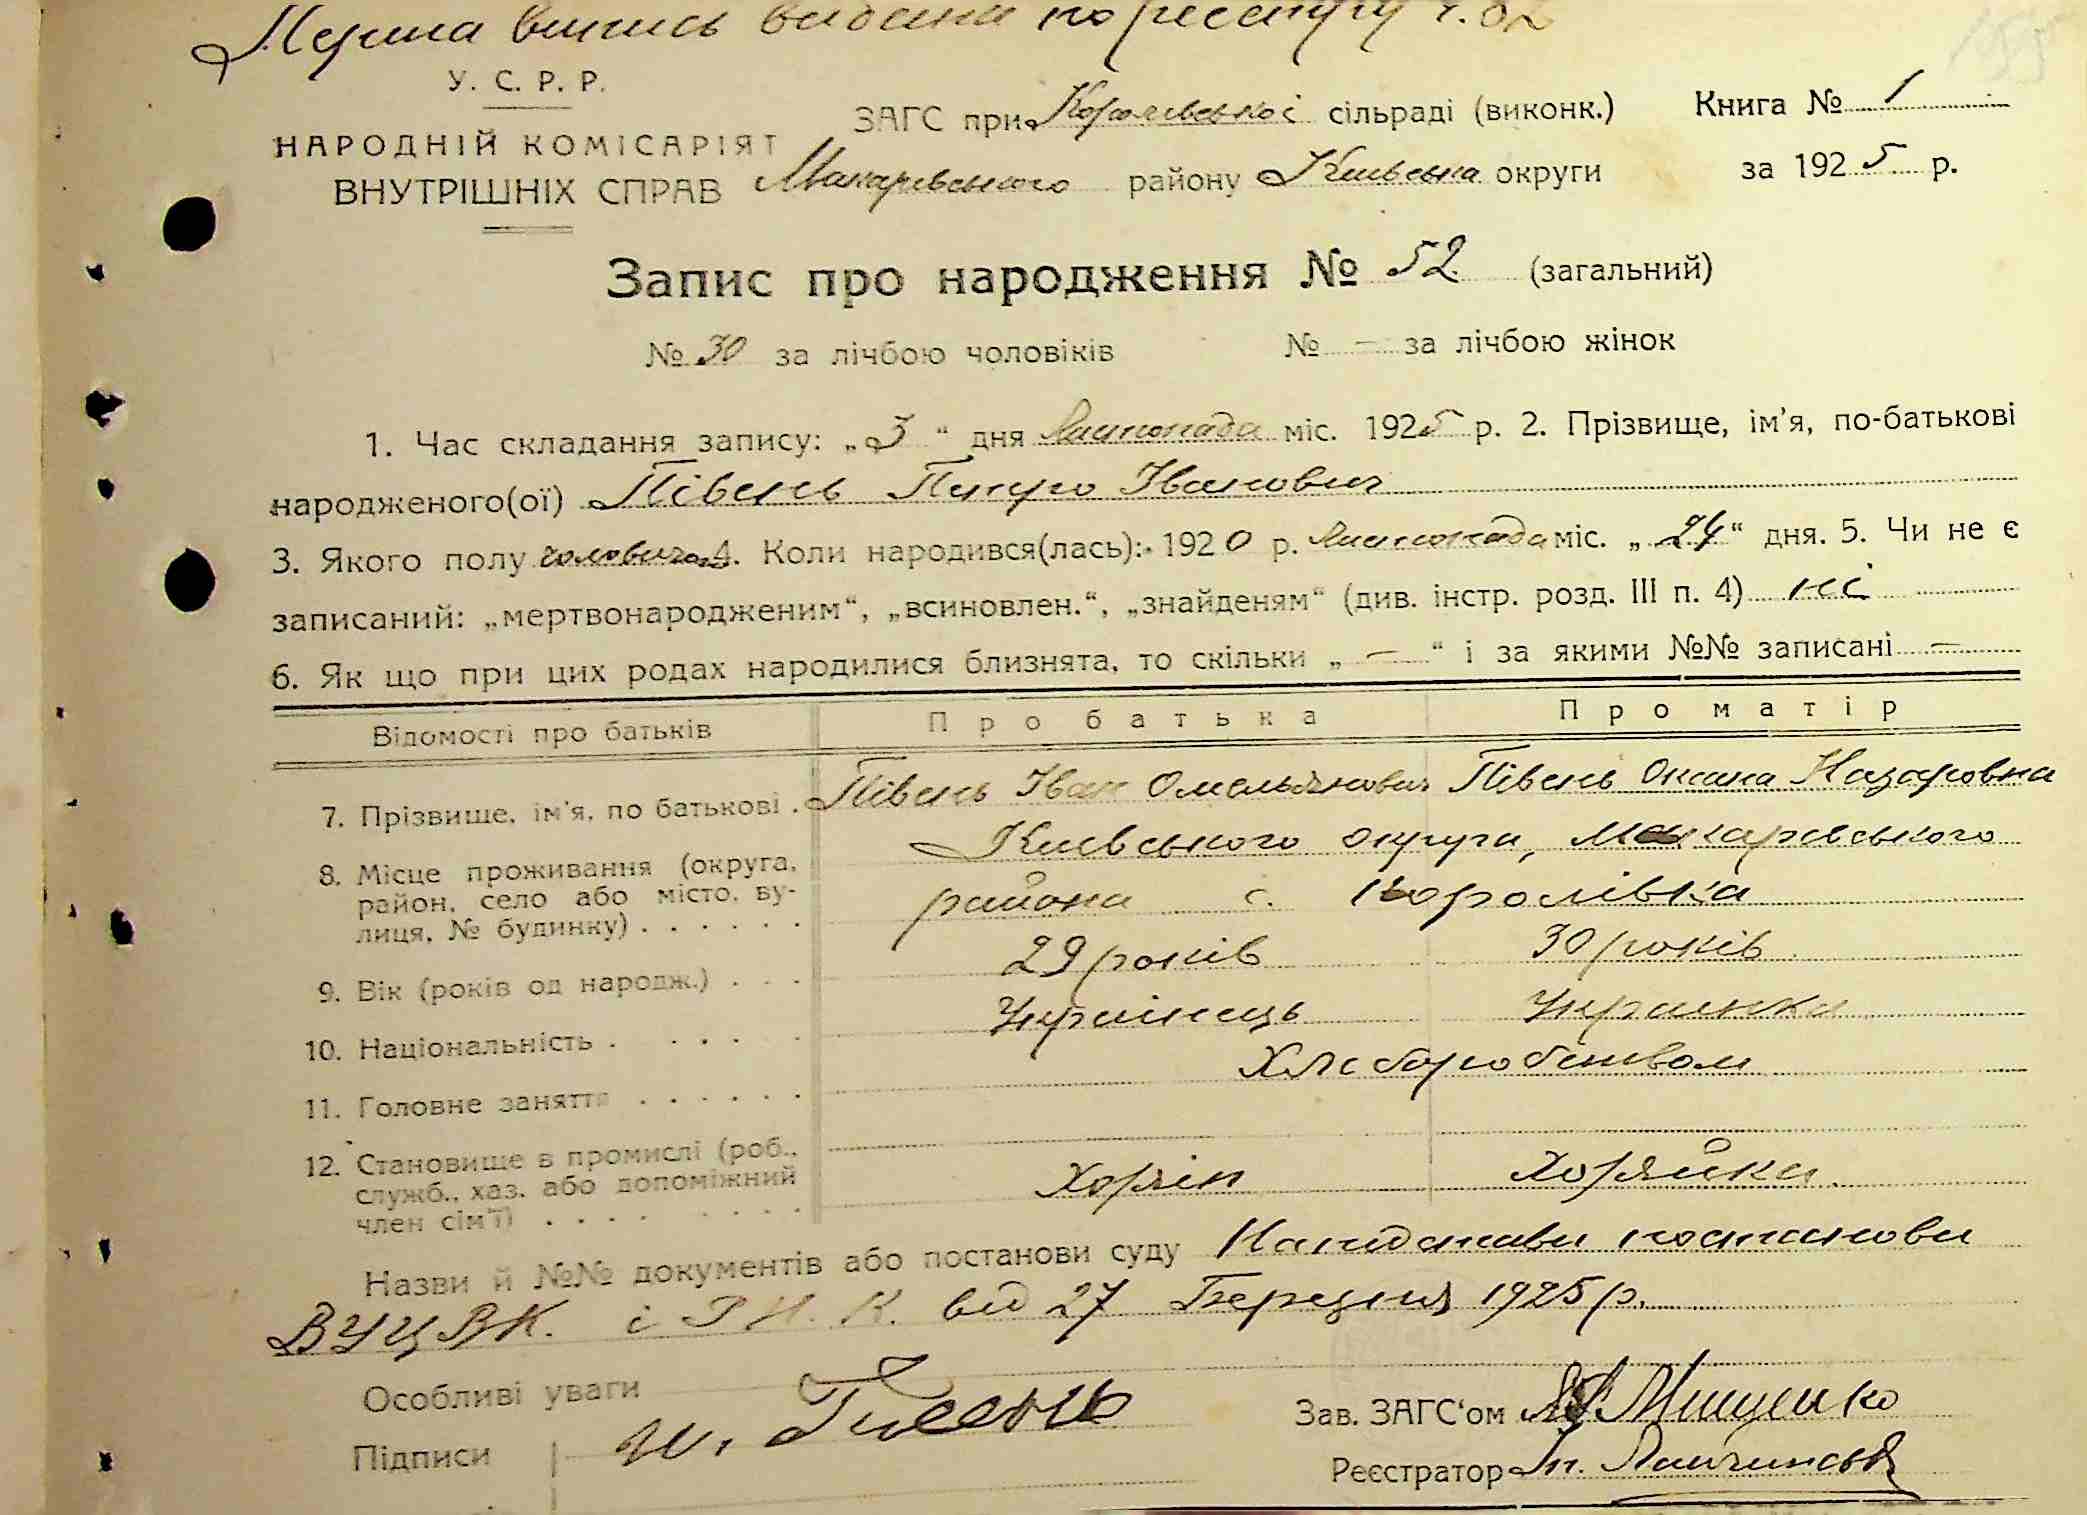 Перша випись видана по реєстру ч. 82
У. С. Р. Р.
НАРОДНІЙ КОМІСАРІЯТ
ВНУТРІШНІХ СПРАВ
ЗАГС при Королівської сільраді (виконк.) Книга № 1
Макарівського району Київська округи за 1925 р.
Запис про народження № 52 (загальний)
№ 30 за лічбою чоловіків № — за лічбою жінок
1. Час складання запису: „3“ дня Листопада міс. 1925 р. 2. Прізвище, ім'я, по-батькові
народженого(ої) Півень Петро Іванович
3. Якого полу чоловіча 4. Коли народився(лась): 1920 р. Листопада міс. „24“ дня. 5. Чи не є
записаний: „мертвонародженим“, „всиновлен.“, „знайденям“ (див. інстр. розд. III п. 4) ні
6. Як що при цих родах народилися близнята, то скільки „ — “ і за якими №№ записані —
Відомості про батьків Про батька Про матір
7. Прізвище, ім'я, по батькові . Півень Іван Омельянович Півень Оксана Назаровна
8. Місце проживання (округа, район, село або місто, вулиця, № будинку) . . . . . . Київського округи, Макарівського
района с. Королівка
9. Вік (років од народж.) . . . 29 років 30 років
10. Національність . . . . . Українець Украинка
11. Головне заняття . . . . . . Хліборобством
12. Становище в промислі (роб., служб., хаз. або допоміжний член сім'ї) . . . . . . . . Хозяін Хозяйка
Назви й №№ документів або постанови суду На підставі постанови
ВУЦВК. і Р.Н.К. від 27 Березня 1925 р.
Особливі уваги
Підписи И. Півень
Зав. ЗАГС‘ом Мищенко
Реєстратор